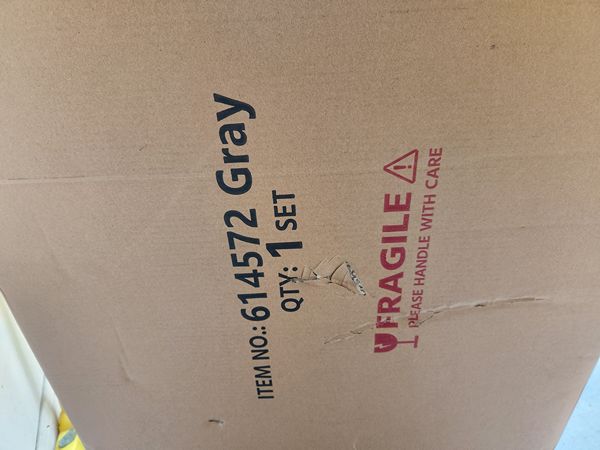 ITEM NO.: 614572 Gray
QTY: 1 SET
FRAGILE
PLEASE HANDLE WITH CARE